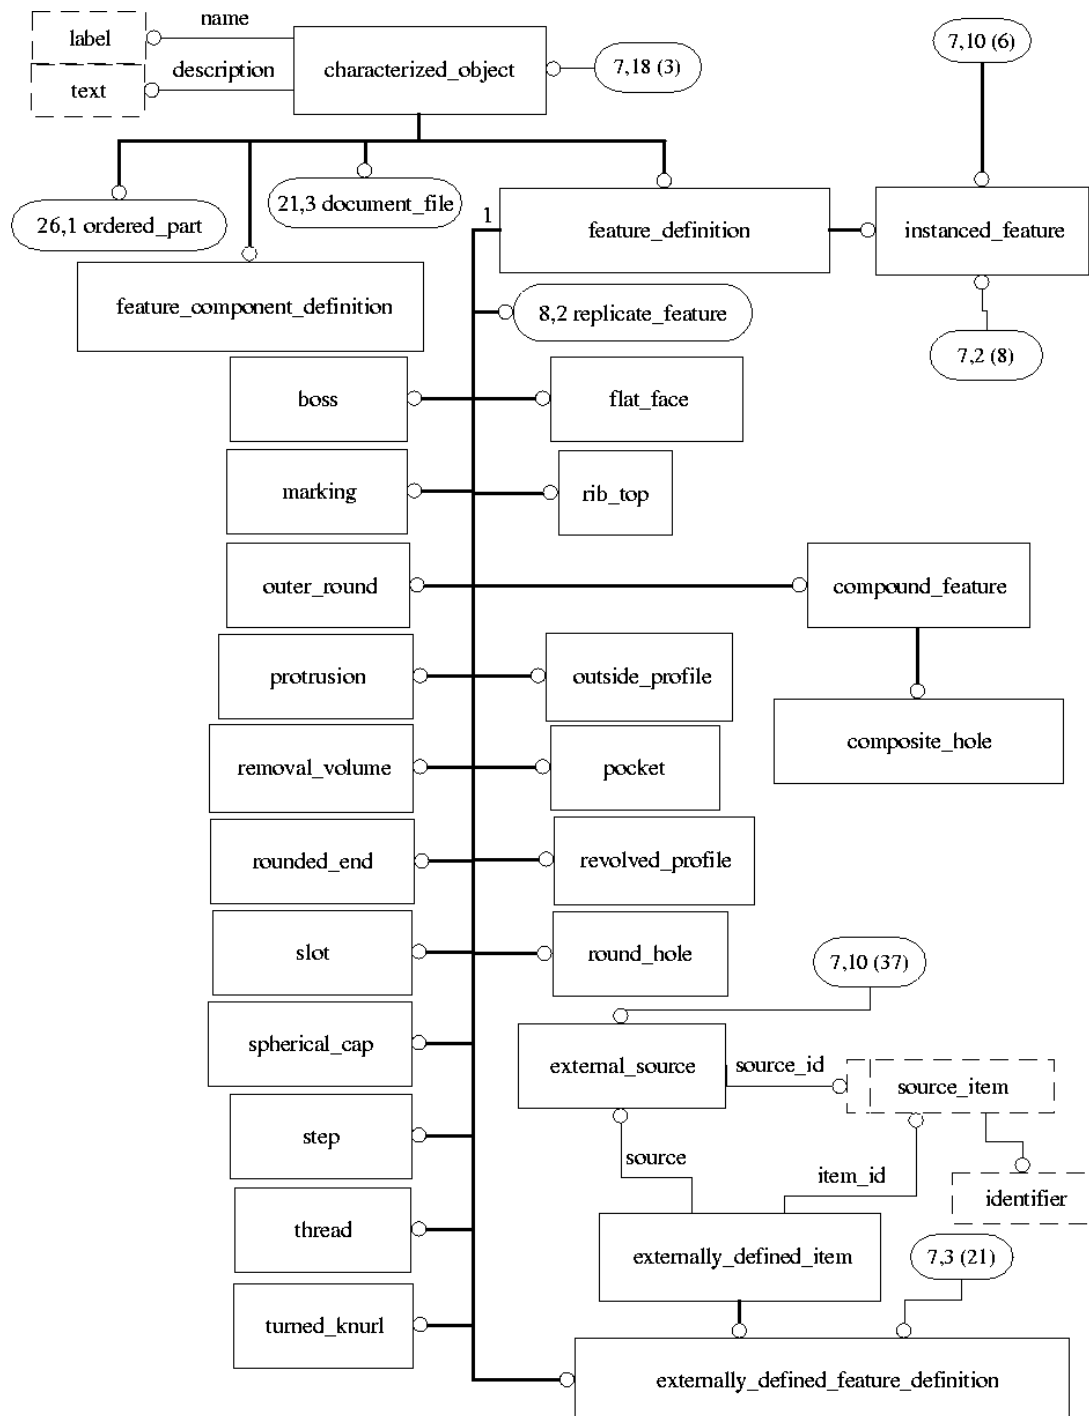 name
label
7,10 (6)
description
characterized_object
7,18 (3)
text
26,1 ordered_part
21,3 document_file
1
feature_definition
instanced_feature
feature_component_definition
8,2 replicate_feature
7,2 (8)
boss
flat_face
marking
rib_top
outer_round
compound_feature
protrusion
outside_profile
composite_hole
removal_volume
pocket
rounded_end
revolved_profile
slot
round_hole
7,10 (37)
spherical_cap
external_source
source_id
source_item
step
source
item_id
identifier
thread
externally_defined_item
7,3 (21)
turned_knurl
externally_defined_feature_definition